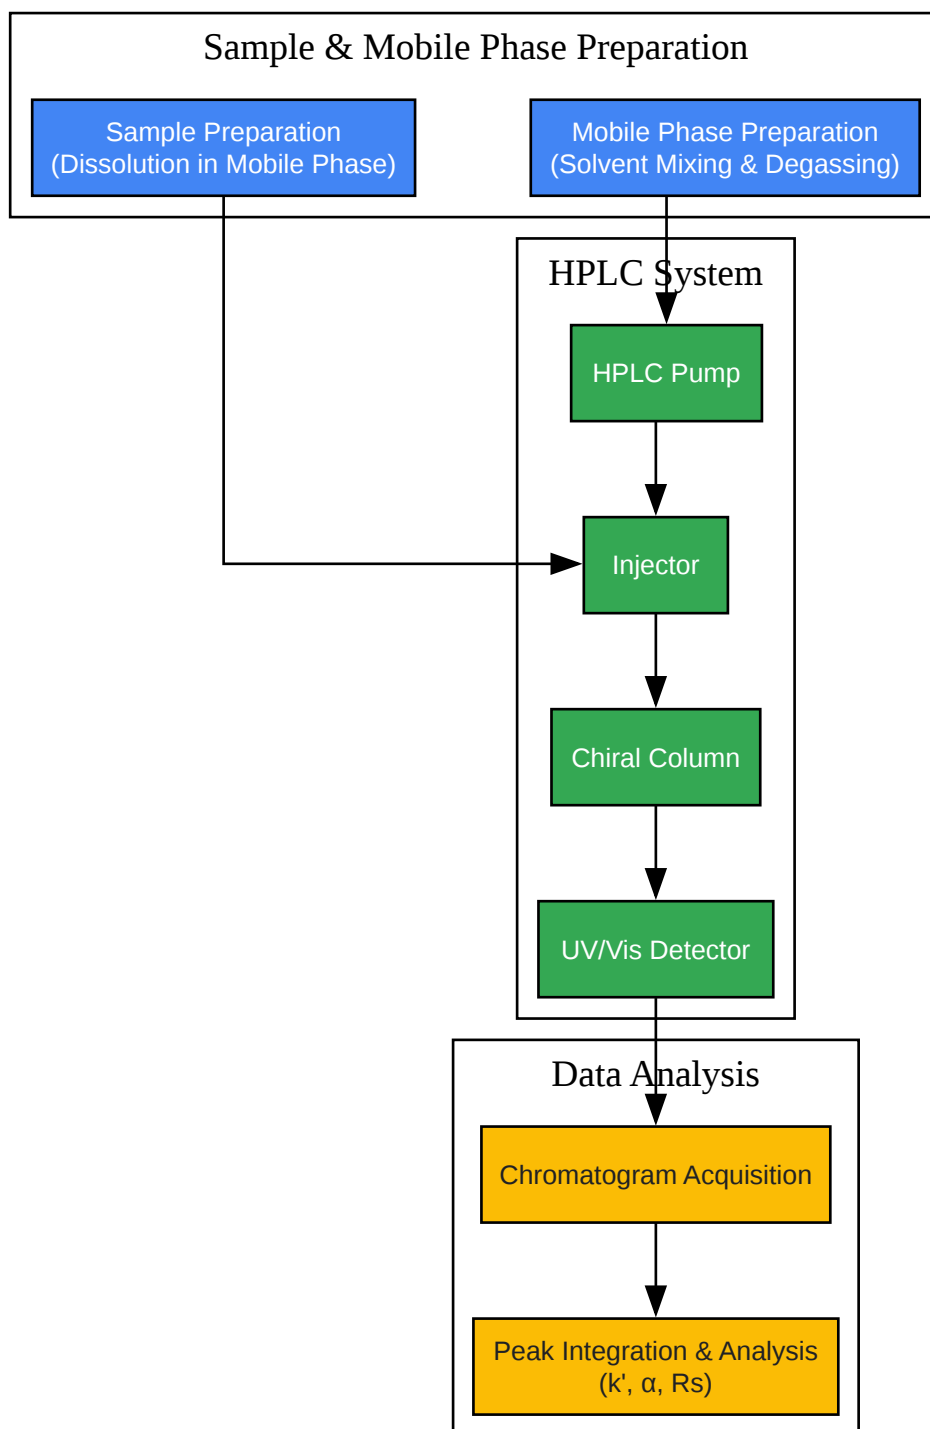 Sample & Mobile Phase Preparation
Sample Preparation
(Dissolution in Mobile Phase)
Mobile Phase Preparation
(Solvent Mixing & Degassing)
HPLC System
HPLC Pump
Injector
Chiral Column
UV/Vis Detector
Data Analysis
Chromatogram Acquisition
Peak Integration & Analysis
(k', α, Rs)